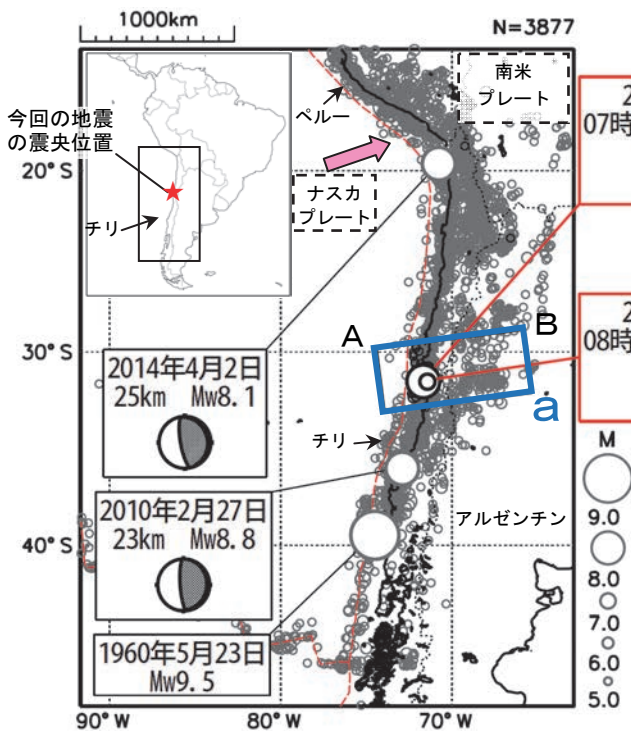 1000km
N=3877
南米
プレート
ペルー
今回の地震
の震央位置
チリ
ナスカ
プレート
20°S
30°S
40°S
2
07時
2
08時
A
B
a
2014年4月2日
25km Mw8.1
チリ
2010年2月27日
23km Mw8.8
アルゼンチン
1960年5月23日
Mw9.5
M
9.0
8.0
7.0
6.0
5.0
90°W
80°W
70°W